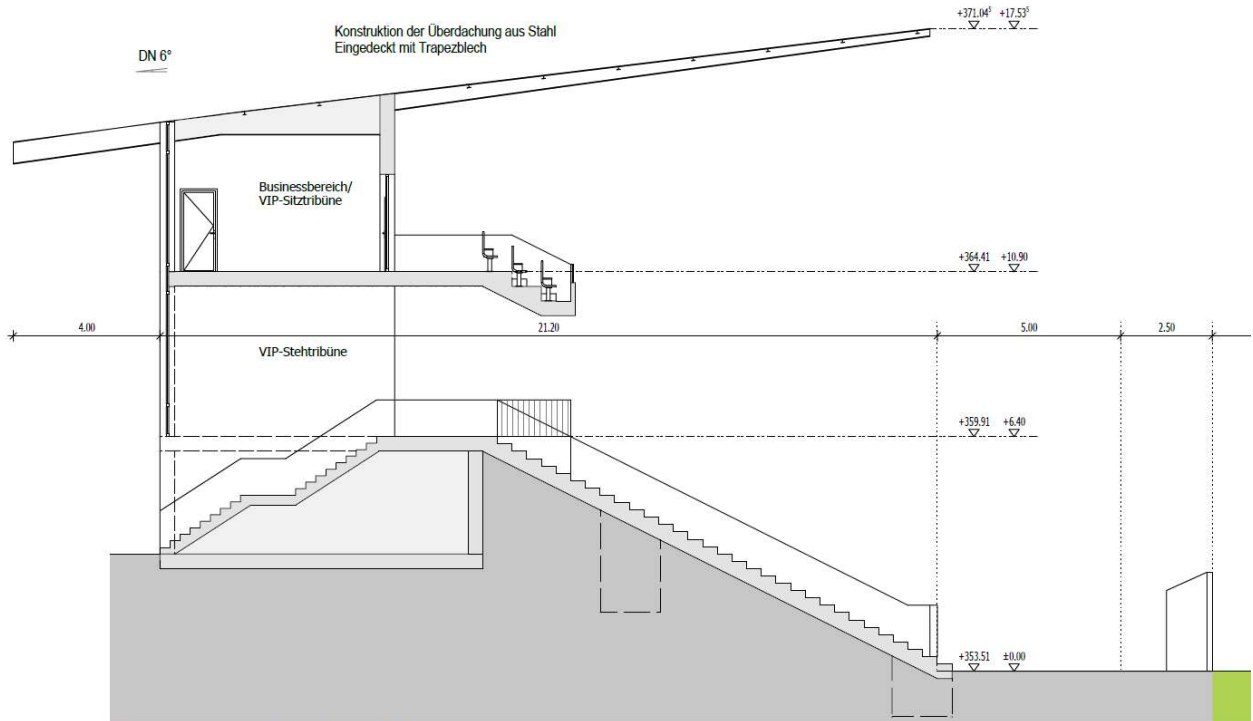 +371.04⁵ +17.53⁵
Konstruktion der Überdachung aus Stahl
Eingedeckt mit Trapezblech
DN 6°
Businessbereich/
VIP-Sitztribüne
+364.41 +10.90
4.00 21.20 5.00 2.50
VIP-Stehtribüne
+359.91 +6.40
+353.51 ±0.00